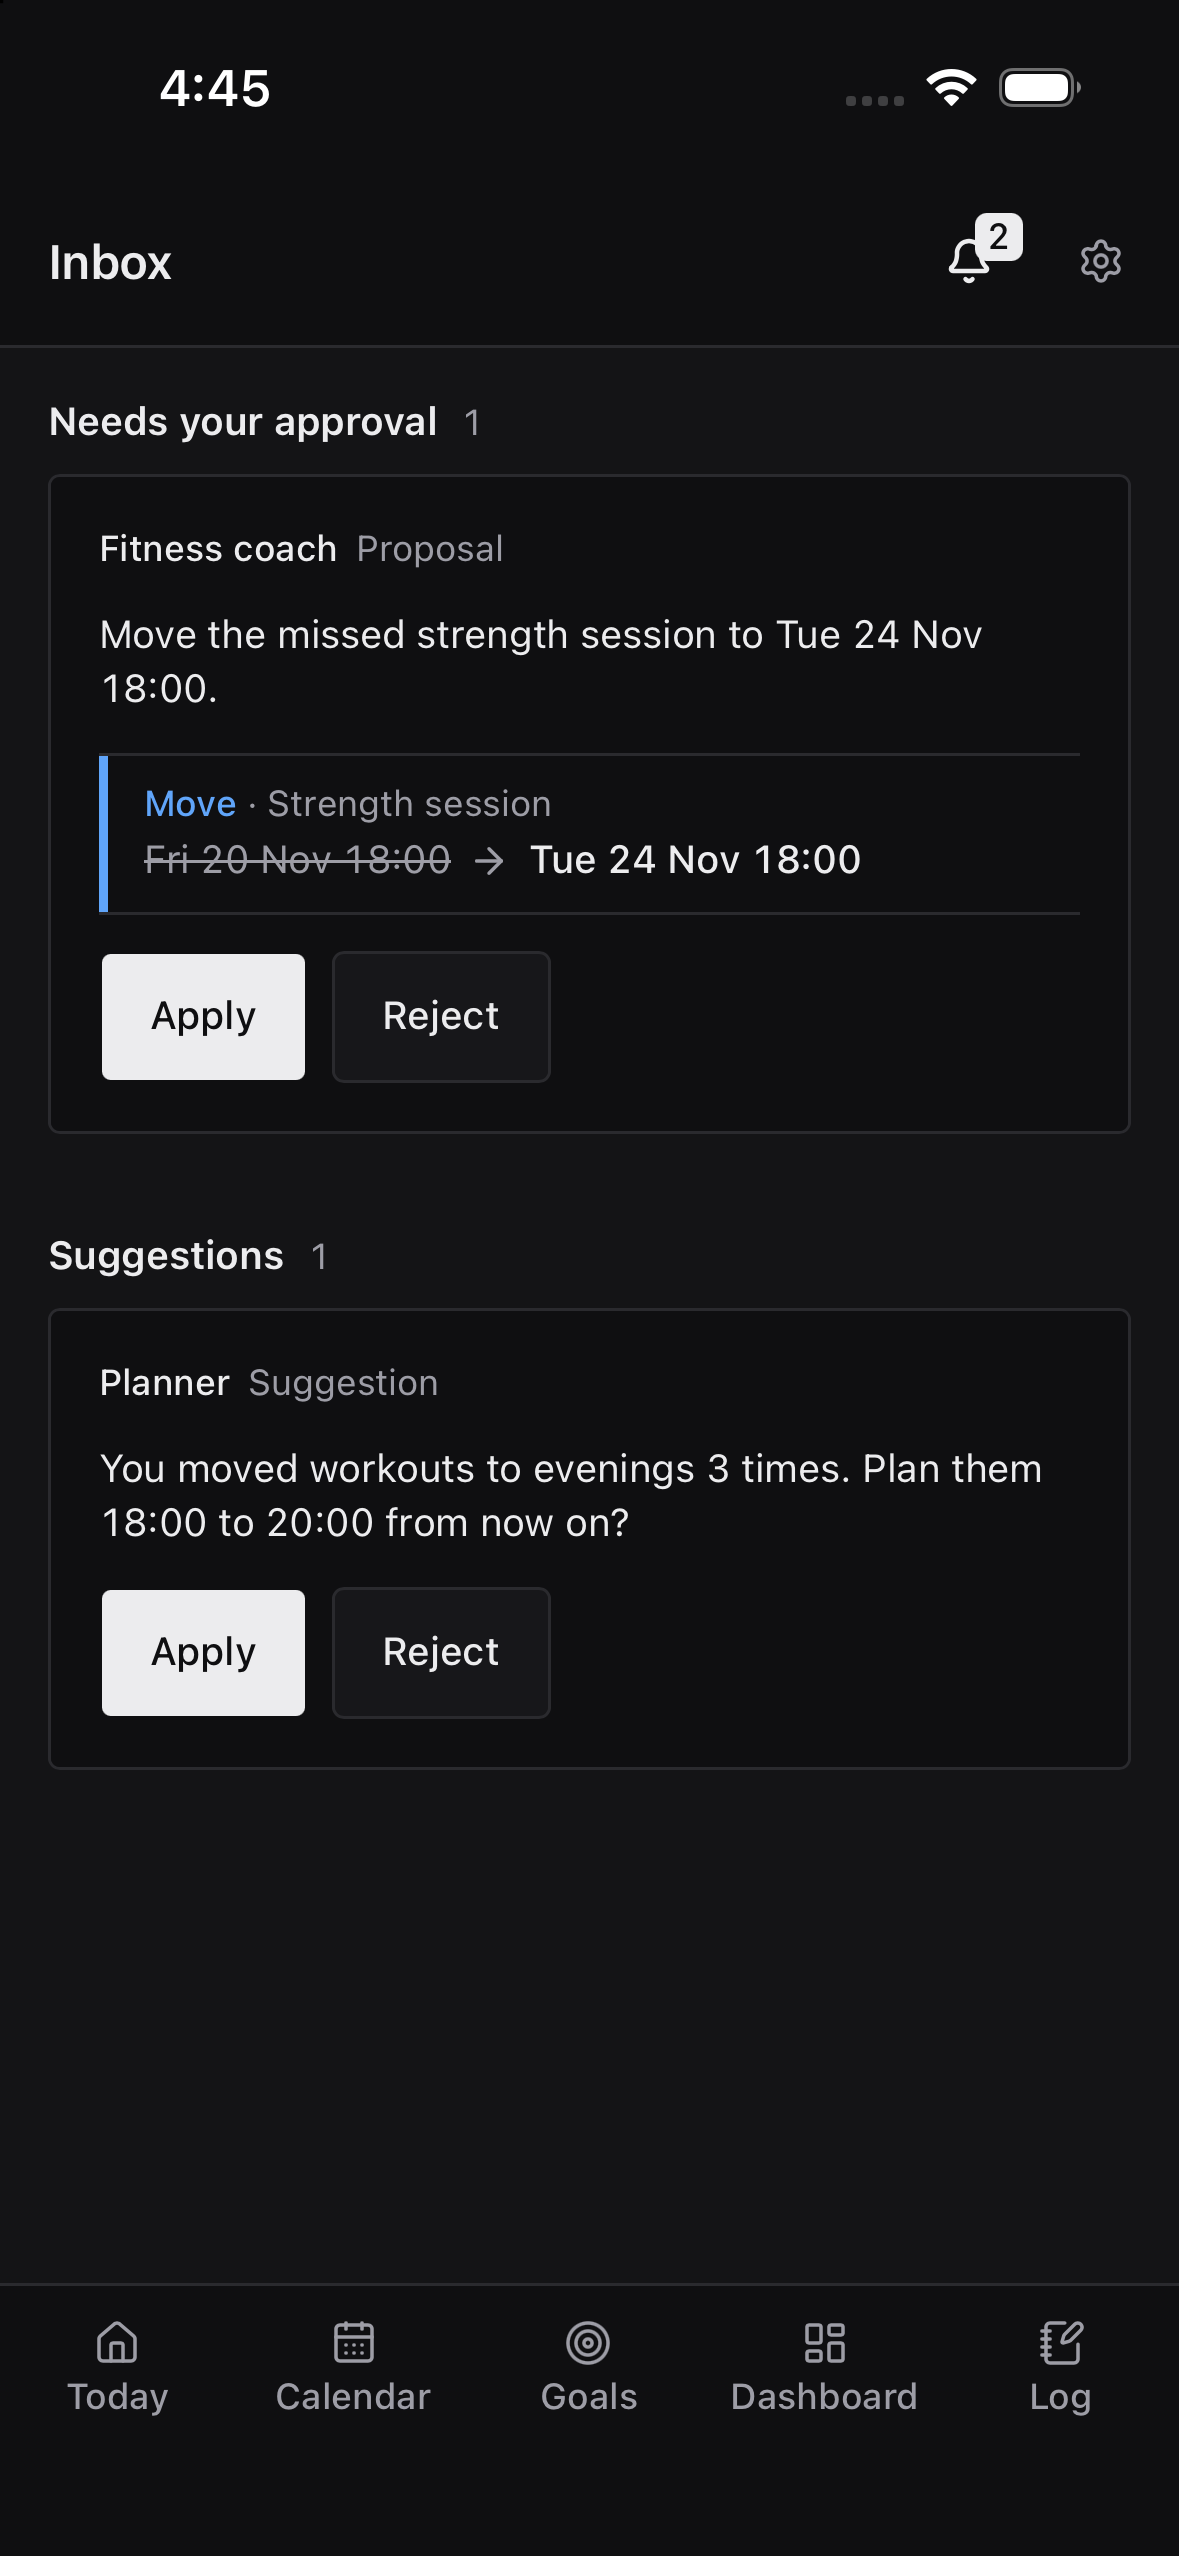 4:45
Inbox
2
Needs your approval 1
Fitness coach Proposal
Move the missed strength session to Tue 24 Nov
18:00.
Move · Strength session
Fri 20 Nov 18:00 → Tue 24 Nov 18:00
Apply Reject
Suggestions 1
Planner Suggestion
You moved workouts to evenings 3 times. Plan them
18:00 to 20:00 from now on?
Apply Reject
Today Calendar Goals Dashboard Log